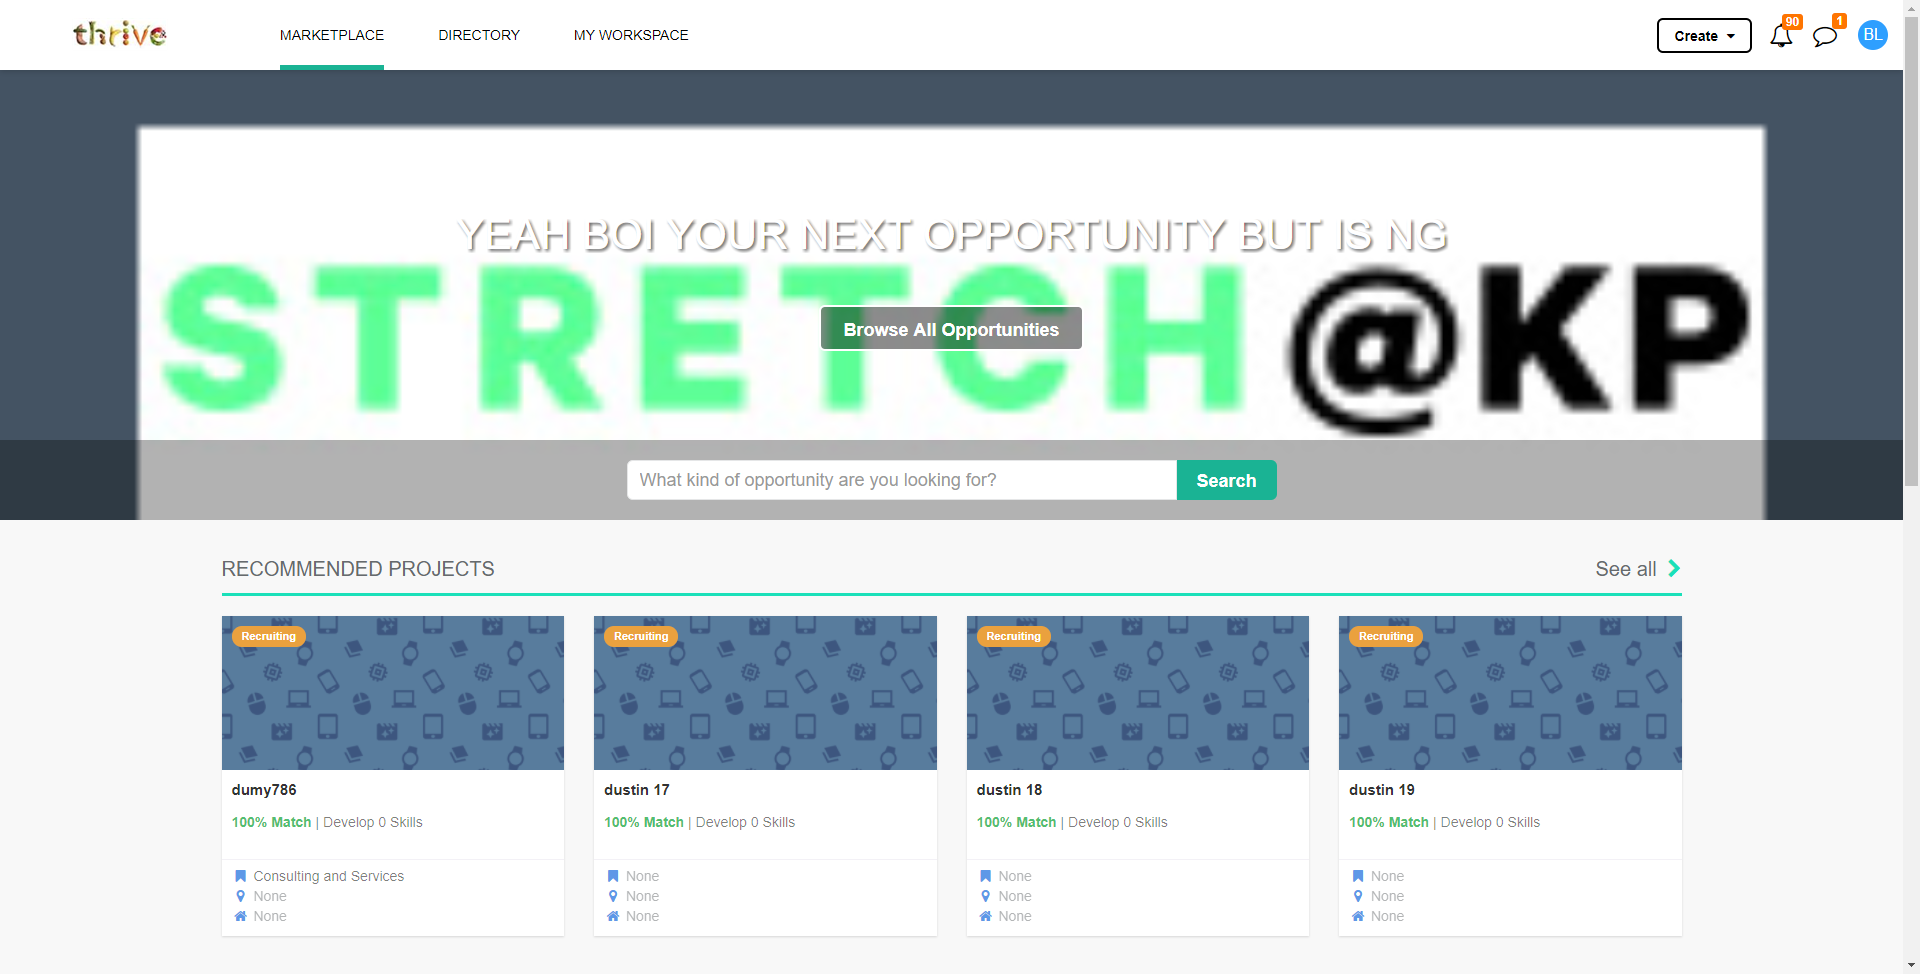 thrive
MARKETPLACE
DIRECTORY
MY WORKSPACE
Create
90
1
BL
YEAH BOI YOUR NEXT OPPORTUNITY BUT IS NG
STRETCH@KP
Browse All Opportunities
What kind of opportunity are you looking for?
Search
RECOMMENDED PROJECTS
See all
Recruiting
dumy786
100% Match | Develop 0 Skills
Consulting and Services
None
None
Recruiting
dustin 17
100% Match | Develop 0 Skills
None
None
None
Recruiting
dustin 18
100% Match | Develop 0 Skills
None
None
None
Recruiting
dustin 19
100% Match | Develop 0 Skills
None
None
None